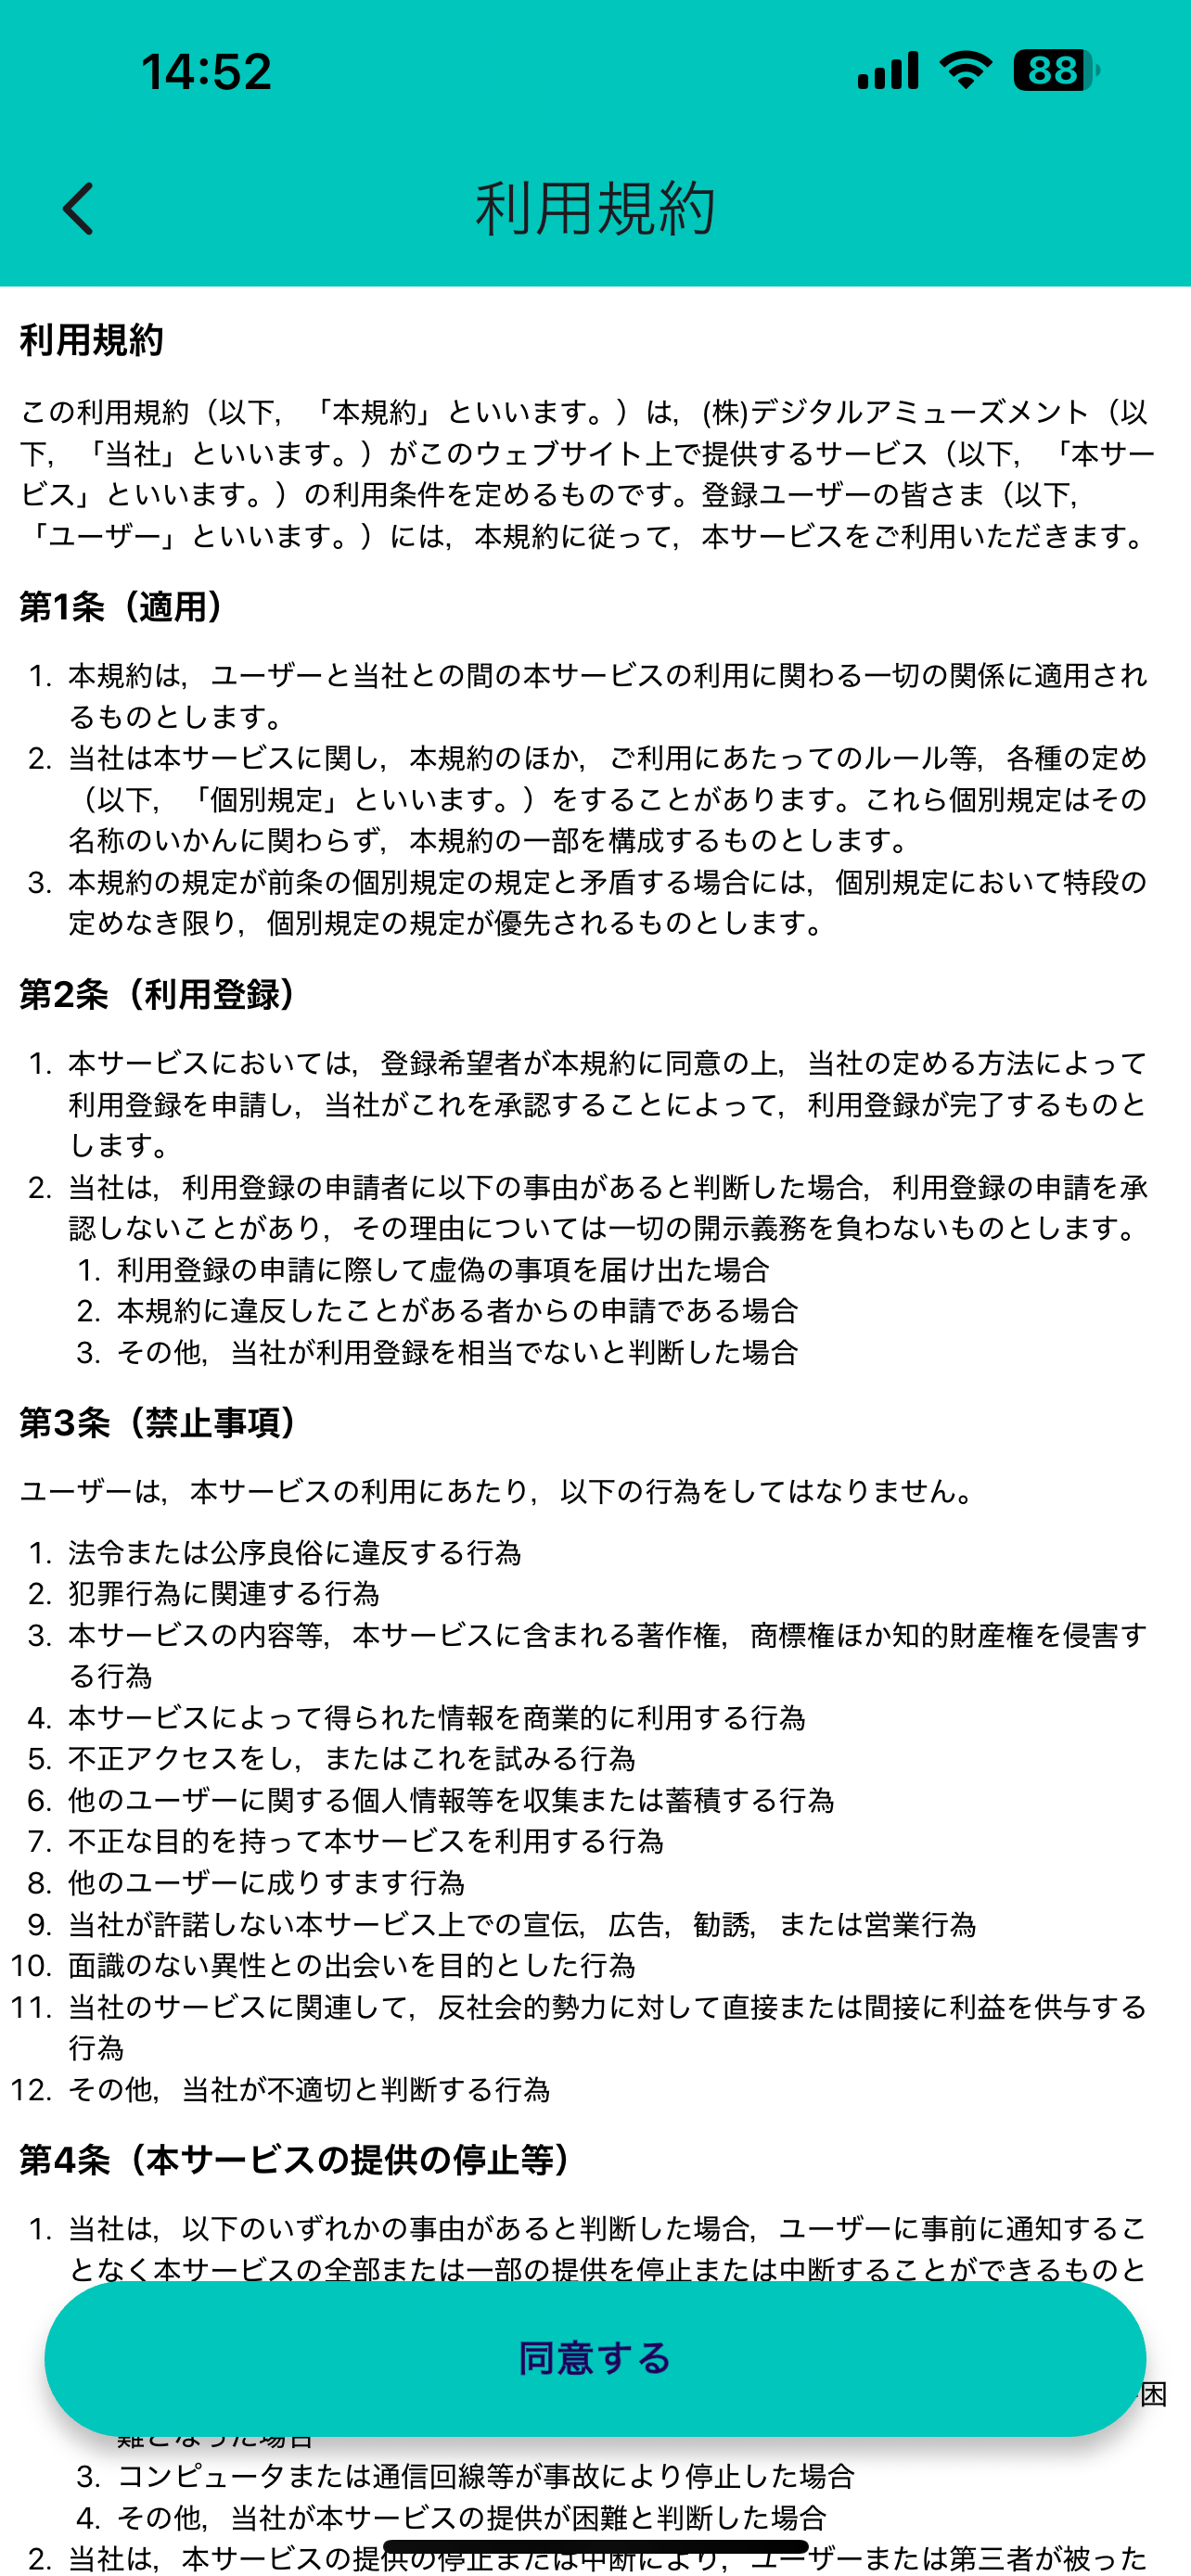 14:52
88
利用規約
利用規約
この利用規約（以下，「本規約」といいます。）は，(株)デジタルアミューズメント（以
下，「当社」といいます。）がこのウェブサイト上で提供するサービス（以下，「本サー
ビス」といいます。）の利用条件を定めるものです。登録ユーザーの皆さま（以下，
「ユーザー」といいます。）には，本規約に従って，本サービスをご利用いただきます。
第1条（適用）
1. 本規約は，ユーザーと当社との間の本サービスの利用に関わる一切の関係に適用され
るものとします。
2. 当社は本サービスに関し，本規約のほか，ご利用にあたってのルール等，各種の定め
（以下，「個別規定」といいます。）をすることがあります。これら個別規定はその
名称のいかんに関わらず，本規約の一部を構成するものとします。
3. 本規約の規定が前条の個別規定の規定と矛盾する場合には，個別規定において特段の
定めなき限り，個別規定の規定が優先されるものとします。
第2条（利用登録）
1. 本サービスにおいては，登録希望者が本規約に同意の上，当社の定める方法によって
利用登録を申請し，当社がこれを承認することによって，利用登録が完了するものと
します。
2. 当社は，利用登録の申請者に以下の事由があると判断した場合，利用登録の申請を承
認しないことがあり，その理由については一切の開示義務を負わないものとします。
1. 利用登録の申請に際して虚偽の事項を届け出た場合
2. 本規約に違反したことがある者からの申請である場合
3. その他，当社が利用登録を相当でないと判断した場合
第3条（禁止事項）
ユーザーは，本サービスの利用にあたり，以下の行為をしてはなりません。
1. 法令または公序良俗に違反する行為
2. 犯罪行為に関連する行為
3. 本サービスの内容等，本サービスに含まれる著作権，商標権ほか知的財産権を侵害す
る行為
4. 本サービスによって得られた情報を商業的に利用する行為
5. 不正アクセスをし，またはこれを試みる行為
6. 他のユーザーに関する個人情報等を収集または蓄積する行為
7. 不正な目的を持って本サービスを利用する行為
8. 他のユーザーに成りすます行為
9. 当社が許諾しない本サービス上での宣伝，広告，勧誘，または営業行為
10. 面識のない異性との出会いを目的とした行為
11. 当社のサービスに関連して，反社会的勢力に対して直接または間接に利益を供与する
行為
12. その他，当社が不適切と判断する行為
第4条（本サービスの提供の停止等）
1. 当社は，以下のいずれかの事由があると判断した場合，ユーザーに事前に通知するこ
となく本サービスの全部または一部の提供を停止または中断することができるものと
同意する
困
難となった場合
3. コンピュータまたは通信回線等が事故により停止した場合
4. その他，当社が本サービスの提供が困難と判断した場合
2. 当社は，本サービスの提供の停止または中断により，ユーザーまたは第三者が被った